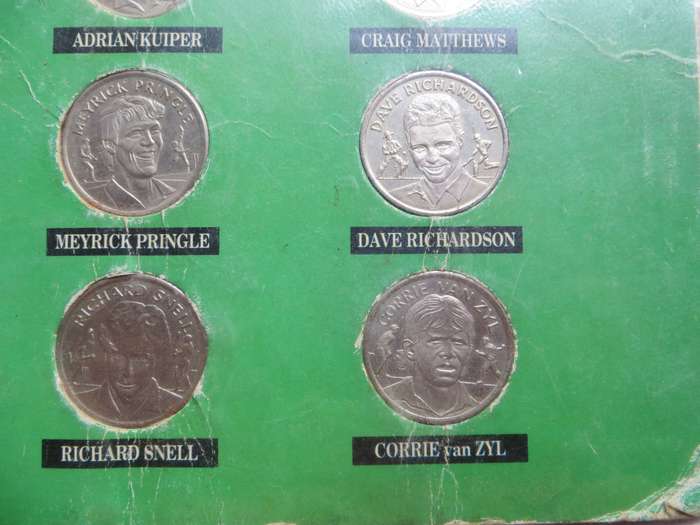 ADRIAN KUIPER
CRAIG MATTHEWS
MEYRICK PRINGLE
DAVE RICHARDSON
MEYRICK PRINGLE
DAVE RICHARDSON
RICHARD SNELL
CORRIE VAN ZYL
RICHARD SNELL
CORRIE van ZYL